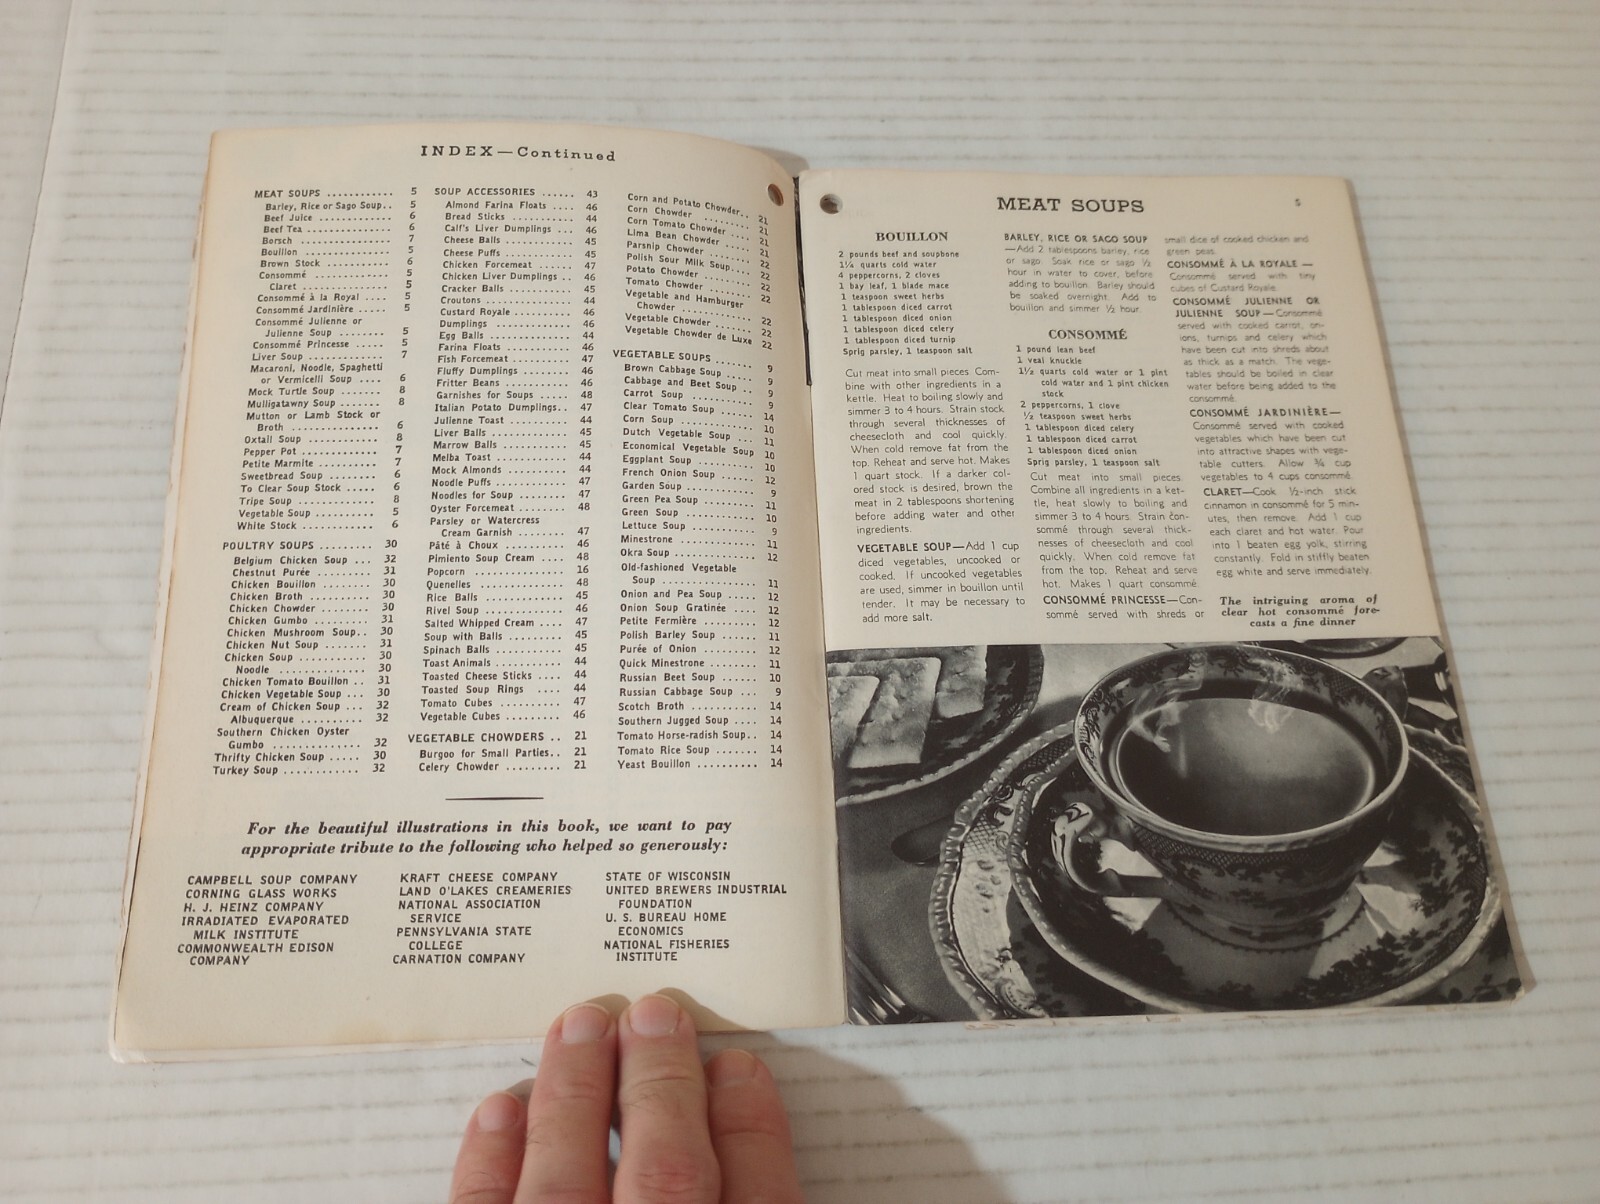 INDEX—Continued
MEAT SOUPS ............ 5
Barley, Rice or Sago Soup.. 5
Beef Juice ............. 6
Beef Tea ............. 6
Borsch ............... 7
Bouillon .............. 5
Brown Stock ........... 6
Consommé ............ 5
Claret .............. 5
Consommé à la Royal .... 5
Consommé Jardinière ..... 5
Consommé Julienne or
Julienne Soup ........ 5
Consommé Princesse ..... 5
Liver Soup ............ 7
Macaroni, Noodle, Spaghetti
or Vermicelli Soup .... 6
Mock Turtle Soup ....... 8
Mulligatawny Soup ...... 8
Mutton or Lamb Stock or
Broth ............... 6
Oxtail Soup ........... 8
Pepper Pot ............ 7
Petite Marmite ......... 7
Sweetbread Soup ....... 6
To Clear Soup Stock ..... 6
Tripe Soup ............ 8
Vegetable Soup ......... 5
White Stock ........... 6
POULTRY SOUPS ......... 30
Belgium Chicken Soup ... 32
Chestnut Purée ......... 31
Chicken Bouillon ........ 30
Chicken Broth .......... 30
Chicken Chowder ........ 30
Chicken Gumbo ......... 31
Chicken Mushroom Soup.. 30
Chicken Nut Soup ....... 31
Chicken Soup .......... 30
Noodle ............. 30
Chicken Tomato Bouillon .. 31
Chicken Vegetable Soup ... 30
Cream of Chicken Soup ... 32
Albuquerque .......... 32
Southern Chicken Oyster
Gumbo .............. 32
Thrifty Chicken Soup ..... 30
Turkey Soup ............ 32
SOUP ACCESSORIES ...... 43
Almond Farina Floats .... 46
Bread Sticks ........... 44
Calf's Liver Dumplings ... 46
Cheese Balls ........... 45
Cheese Puffs ........... 45
Chicken Forcemeat ...... 47
Chicken Liver Dumplings .. 46
Cracker Balls .......... 45
Croutons .............. 44
Custard Royale ......... 46
Dumplings ............. 46
Egg Balls ............. 44
Farina Floats .......... 46
Fish Forcemeat ......... 47
Fluffy Dumplings ........ 46
Fritter Beans .......... 46
Garnishes for Soups ..... 48
Italian Potato Dumplings.. 47
Julienne Toast ......... 44
Liver Balls ............ 45
Marrow Balls .......... 45
Melba Toast ........... 44
Mock Almonds ......... 44
Noodle Puffs .......... 47
Noodles for Soup ....... 47
Oyster Forcemeat ....... 48
Parsley or Watercress
Cream Garnish ........ 47
Pâté à Choux .......... 46
Pimiento Soup Cream .... 48
Popcorn .............. 16
Quenelles ............. 48
Rice Balls ............. 45
Rivel Soup ............ 46
Salted Whipped Cream .... 47
Soup with Balls ........ 45
Spinach Balls .......... 45
Toast Animals .......... 44
Toasted Cheese Sticks .... 44
Toasted Soup Rings .... 44
Tomato Cubes .......... 47
Vegetable Cubes ........ 46
VEGETABLE CHOWDERS .. 21
Burgoo for Small Parties.. 21
Celery Chowder ......... 21
Corn and Potato Chowder.. 21
Corn Chowder ......... 21
Corn Tomato Chowder ... 21
Lima Bean Chowder .... 21
Parsnip Chowder ....... 22
Polish Sour Milk Soup.... 22
Potato Chowder ........ 22
Tomato Chowder ....... 22
Vegetable and Hamburger
Chowder ............ 22
Vegetable Chowder ...... 22
Vegetable Chowder de Luxe 22
VEGETABLE SOUPS ....... 9
Brown Cabbage Soup .... 9
Cabbage and Beet Soup ... 9
Carrot Soup ........... 9
Clear Tomato Soup ...... 14
Corn Soup ............ 10
Dutch Vegetable Soup ... 11
Economical Vegetable Soup 10
Eggplant Soup .......... 10
French Onion Soup ...... 12
Garden Soup ........... 9
Green Pea Soup ........ 11
Green Soup ............ 10
Lettuce Soup ........... 9
Minestrone ............ 11
Okra Soup ............. 12
Old-fashioned Vegetable
Soup ............... 11
Onion and Pea Soup ..... 12
Onion Soup Gratinée .... 12
Petite Fermière ......... 12
Polish Barley Soup ...... 11
Purée of Onion ......... 12
Quick Minestrone ....... 11
Russian Beet Soup ...... 10
Russian Cabbage Soup ... 9
Scotch Broth ........... 14
Southern Jugged Soup .... 14
Tomato Horse-radish Soup.. 14
Tomato Rice Soup ....... 14
Yeast Bouillon .......... 14
For the beautiful illustrations in this book, we want to pay
appropriate tribute to the following who helped so generously:
CAMPBELL SOUP COMPANY
CORNING GLASS WORKS
H. J. HEINZ COMPANY
IRRADIATED EVAPORATED
MILK INSTITUTE
COMMONWEALTH EDISON
COMPANY
KRAFT CHEESE COMPANY
LAND O'LAKES CREAMERIES
NATIONAL ASSOCIATION
SERVICE
PENNSYLVANIA STATE
COLLEGE
CARNATION COMPANY
STATE OF WISCONSIN
UNITED BREWERS INDUSTRIAL
FOUNDATION
U. S. BUREAU HOME
ECONOMICS
NATIONAL FISHERIES
INSTITUTE
MEAT SOUPS
5
BOUILLON
2 pounds beef and soupbone
1¼ quarts cold water
4 peppercorns, 2 cloves
1 bay leaf, 1 blade mace
1 teaspoon sweet herbs
1 tablespoon diced carrot
1 tablespoon diced onion
1 tablespoon diced celery
1 tablespoon diced turnip
Sprig parsley, 1 teaspoon salt
Cut meat into small pieces Com-
bine with other ingredients in a
kettle. Heat to boiling slowly and
simmer 3 to 4 hours. Strain stock
through several thicknesses of
cheesecloth and cool quickly.
When cold remove fat from the
top. Reheat and serve hot. Makes
1 quart stock. If a darker col-
ored stock is desired, brown the
meat in 2 tablespoons shortening
before adding water and other
ingredients.
VEGETABLE SOUP—Add 1 cup
diced vegetables, uncooked or
cooked. If uncooked vegetables
are used, simmer in bouillon until
tender. It may be necessary to
add more salt.
BARLEY, RICE OR SAGO SOUP
—Add 2 tablespoons barley, rice
or sago. Soak rice or sago ½
hour in water to cover, before
adding to bouillon. Barley should
be soaked overnight. Add to
bouillon and simmer ½ hour.
CONSOMMÉ
1 pound lean beef
1 veal knuckle
1½ quarts cold water or 1 pint
cold water and 1 pint chicken
stock
2 peppercorns, 1 clove
½ teaspoon sweet herbs
1 tablespoon diced celery
1 tablespoon diced carrot
1 tablespoon diced onion
Sprig parsley, 1 teaspoon salt
Cut meat into small pieces
Combine all ingredients in a ket-
tle, heat slowly to boiling and
simmer 3 to 4 hours. Strain con-
sommé through several thick-
nesses of cheesecloth and cool
quickly. When cold remove fat
from the top. Reheat and serve
hot. Makes 1 quart consommé.
CONSOMMÉ PRINCESSE—Con-
sommé served with shreds or
small dice of cooked chicken and
green peas.
CONSOMMÉ À LA ROYALE —
Consommé served with tiny
cubes of Custard Royale.
CONSOMMÉ JULIENNE OR
JULIENNE SOUP—Consommé
served with cooked carrot, on-
ions, turnips and celery which
have been cut into shreds about
as thick as a match. The vege-
tables should be boiled in clear
water before being added to the
consommé.
CONSOMMÉ JARDINIÈRE—
Consommé served with cooked
vegetables which have been cut
into attractive shapes with vege-
table cutters. Allow ¾ cup
vegetables to 4 cups consommé.
CLARET—Cook ½-inch stick
cinnamon in consommé for 5 min-
utes, then remove. Add 1 cup
each claret and hot water. Pour
into 1 beaten egg yolk, stirring
constantly. Fold in stiffly beaten
egg white and serve immediately.
The intriguing aroma of
clear hot consommé fore-
casts a fine dinner